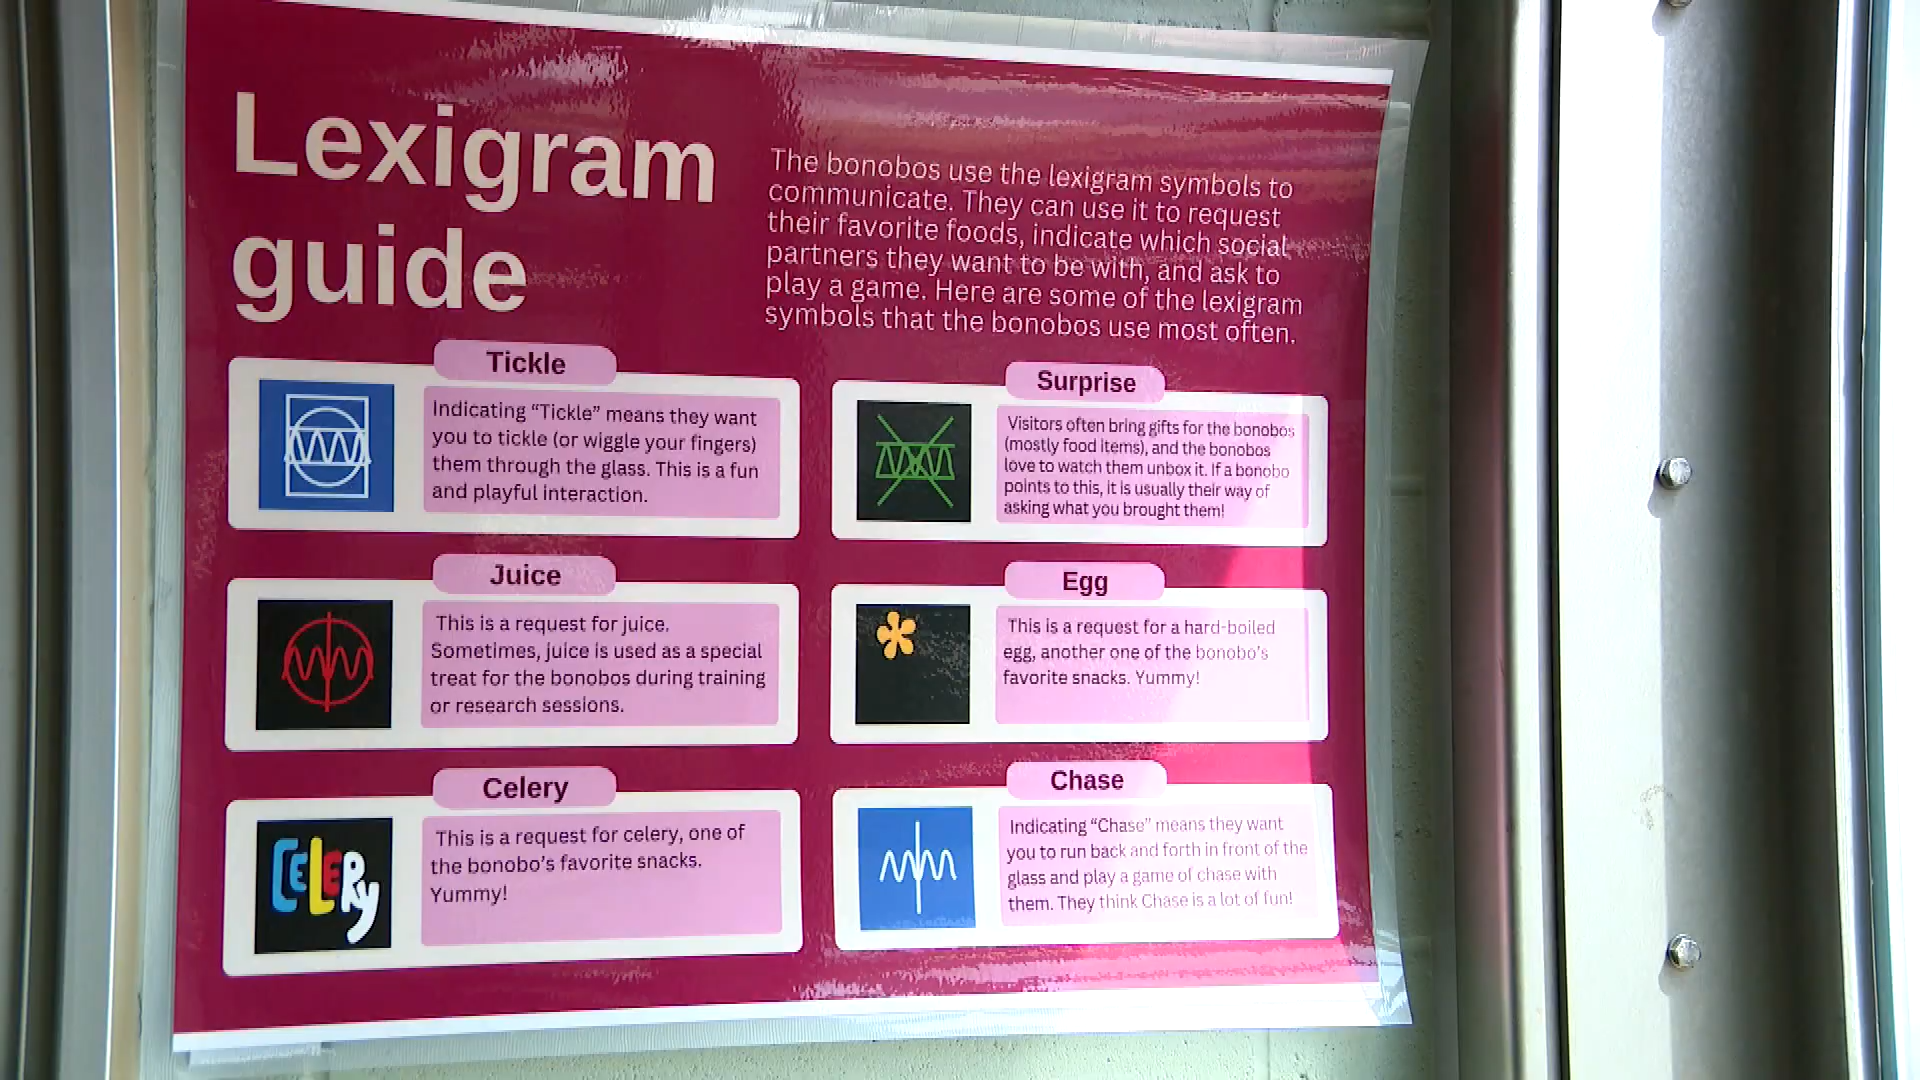 Lexigram
guide
The bonobos use the lexigram symbols to
communicate. They can use it to request
their favorite foods, indicate which social
partners they want to be with, and ask to
play a game. Here are some of the lexigram
symbols that the bonobos use most often.
Tickle
Indicating “Tickle” means they want
you to tickle (or wiggle your fingers)
them through the glass. This is a fun
and playful interaction.
Surprise
Visitors often bring gifts for the bonobos
(mostly food items), and the bonobos
love to watch them unbox it. If a bonobo
points to this, it is usually their way of
asking what you brought them!
Juice
This is a request for juice.
Sometimes, juice is used as a special
treat for the bonobos during training
or research sessions.
Egg
This is a request for a hard-boiled
egg, another one of the bonobo's
favorite snacks. Yummy!
Celery
CELERy
This is a request for celery, one of
the bonobo's favorite snacks.
Yummy!
Chase
Indicating “Chase” means they want
you to run back and forth in front of the
glass and play a game of chase with
them. They think Chase is a lot of fun!